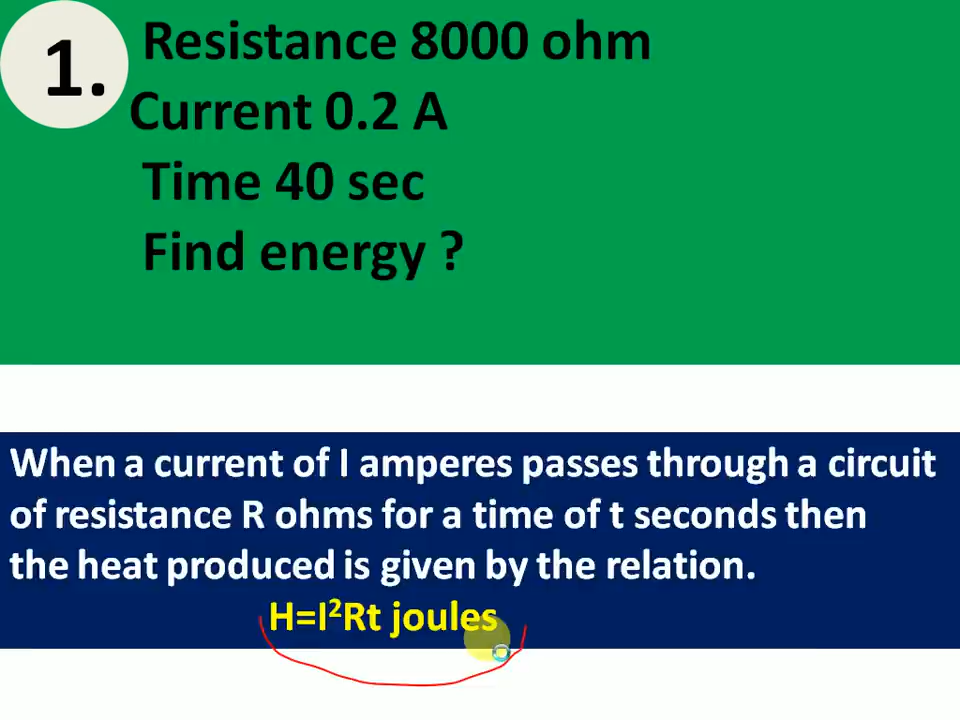 1.
Resistance 8000 ohm
Current 0.2 A
Time 40 sec
Find energy ?
When a current of I amperes passes through a circuit
of resistance R ohms for a time of t seconds then
the heat produced is given by the relation.
H=I²Rt joules